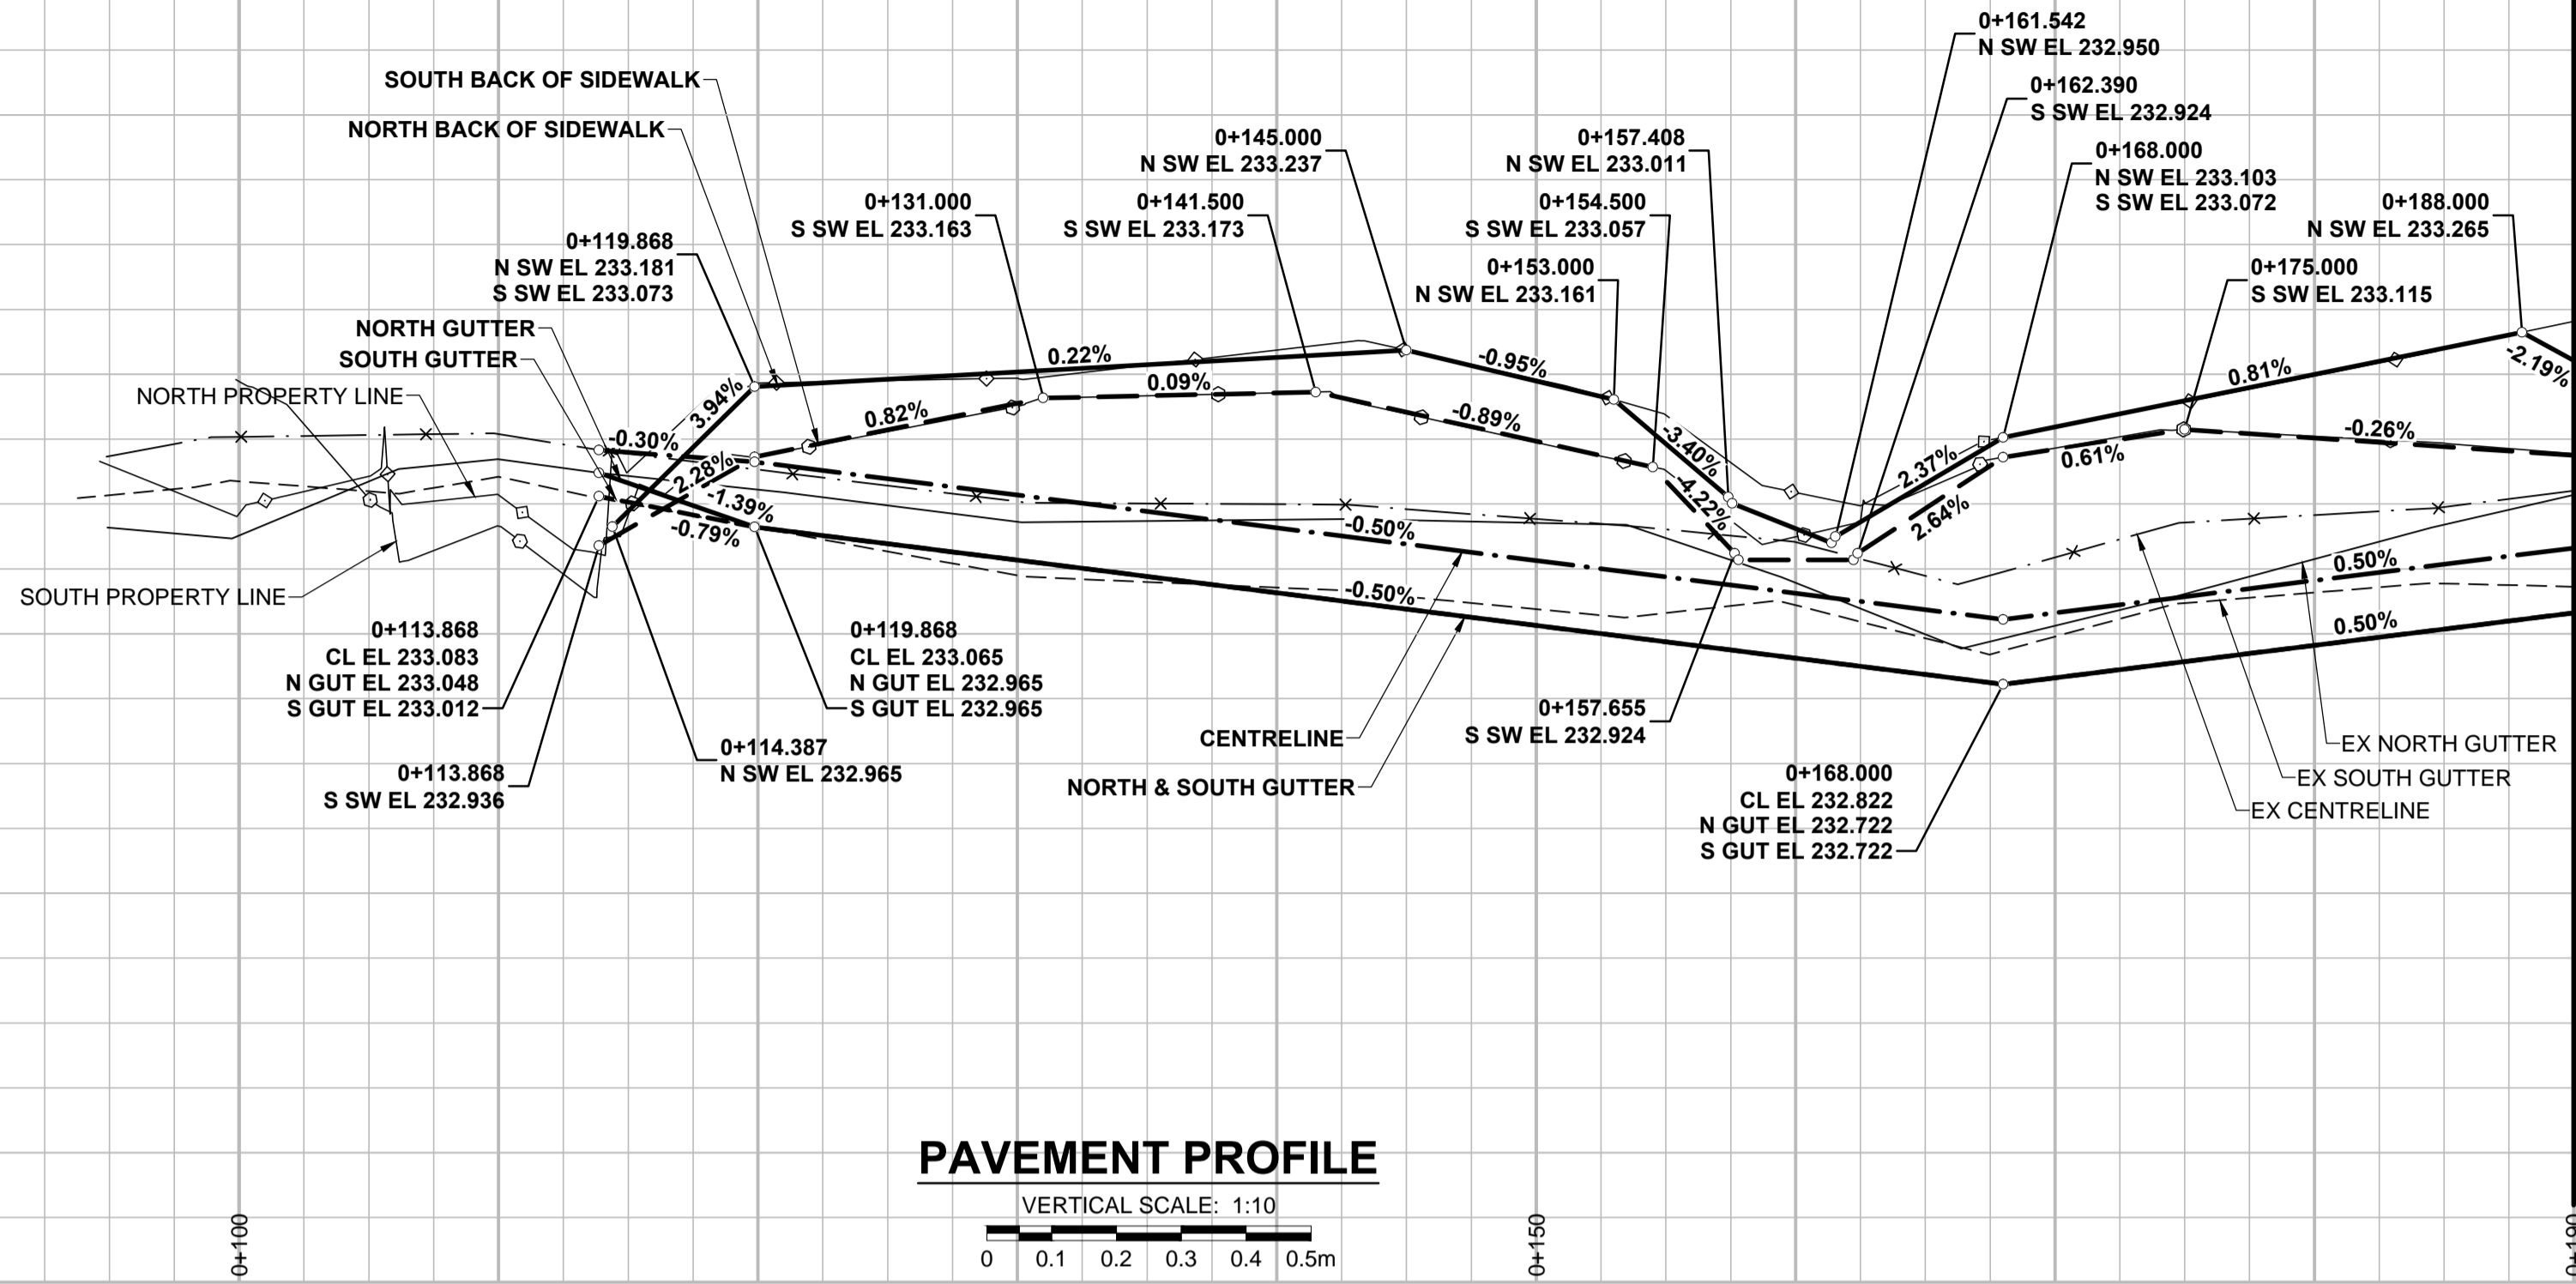 0+161.542
N SW EL 232.950
0+162.390
S SW EL 232.924
SOUTH BACK OF SIDEWALK
NORTH BACK OF SIDEWALK
0+145.000
N SW EL 233.237
0+157.408
N SW EL 233.011
0+168.000
N SW EL 233.103
S SW EL 233.072
0+131.000
S SW EL 233.163
0+141.500
S SW EL 233.173
0+154.500
S SW EL 233.057
0+188.000
N SW EL 233.265
0+119.868
N SW EL 233.181
S SW EL 233.073
0+153.000
N SW EL 233.161
0+175.000
S SW EL 233.115
NORTH GUTTER
SOUTH GUTTER
NORTH PROPERTY LINE
0.22%
-0.95%
0.81%
-2.19%
3.94%
0.09%
0.82%
-0.89%
-0.30%
-3.40%
-0.26%
2.28%
2.37%
0.61%
-1.39%
-4.22%
-0.79%
-0.50%
2.64%
0.50%
-0.50%
0.50%
SOUTH PROPERTY LINE
0+113.868
CL EL 233.083
N GUT EL 233.048
S GUT EL 233.012
0+119.868
CL EL 233.065
N GUT EL 232.965
S GUT EL 232.965
0+157.655
S SW EL 232.924
CENTRELINE
NORTH & SOUTH GUTTER
0+114.387
N SW EL 232.965
0+113.868
S SW EL 232.936
0+168.000
CL EL 232.822
N GUT EL 232.722
S GUT EL 232.722
EX NORTH GUTTER
EX SOUTH GUTTER
EX CENTRELINE
PAVEMENT PROFILE
VERTICAL SCALE: 1:10
0 0.1 0.2 0.3 0.4 0.5m
0+100
0+150
0+190